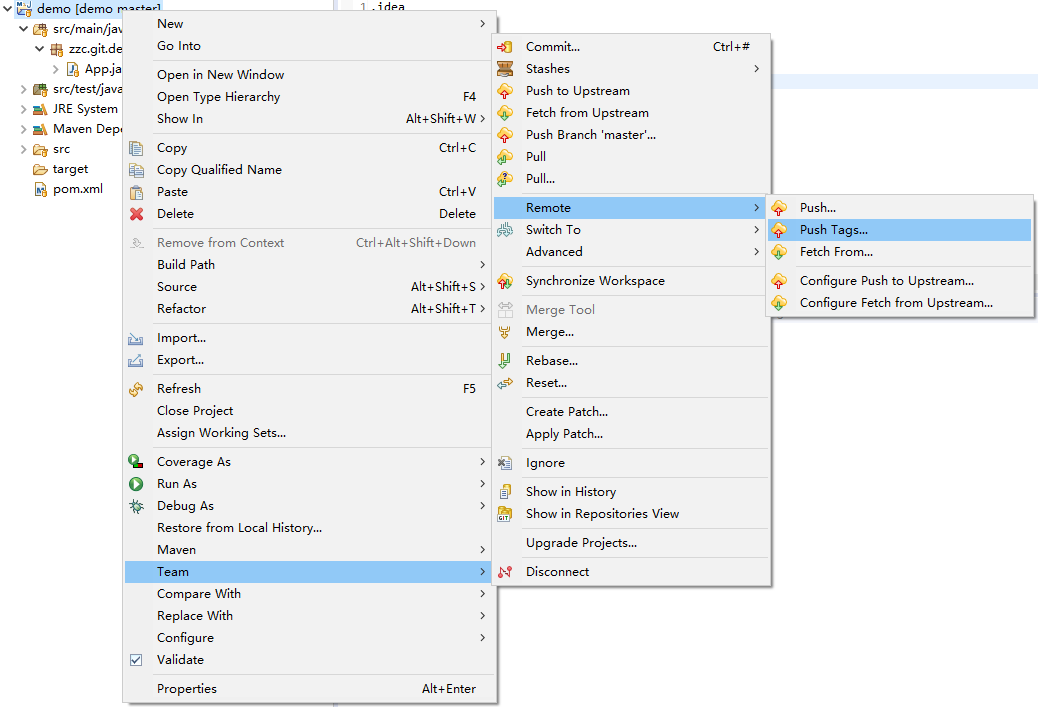 demo [demo master]
src/main/jav
zzc.git.de
App.ja
src/test/java
JRE System
Maven Depe
src
target
pom.xml
1 .idea
New
Go Into
Open in New Window
Open Type Hierarchy F4
Show In Alt+Shift+W
Copy Ctrl+C
Copy Qualified Name
Paste Ctrl+V
Delete Delete
Remove from Context Ctrl+Alt+Shift+Down
Build Path
Source Alt+Shift+S
Refactor Alt+Shift+T
Import...
Export...
Refresh F5
Close Project
Assign Working Sets...
Coverage As
Run As
Debug As
Restore from Local History...
Maven
Team
Compare With
Replace With
Configure
Validate
Properties Alt+Enter
Commit... Ctrl+#
Stashes
Push to Upstream
Fetch from Upstream
Push Branch 'master'...
Pull
Pull...
Remote
Switch To
Advanced
Synchronize Workspace
Merge Tool
Merge...
Rebase...
Reset...
Create Patch...
Apply Patch...
Ignore
Show in History
Show in Repositories View
Upgrade Projects...
Disconnect
Push...
Push Tags...
Fetch From...
Configure Push to Upstream...
Configure Fetch from Upstream...